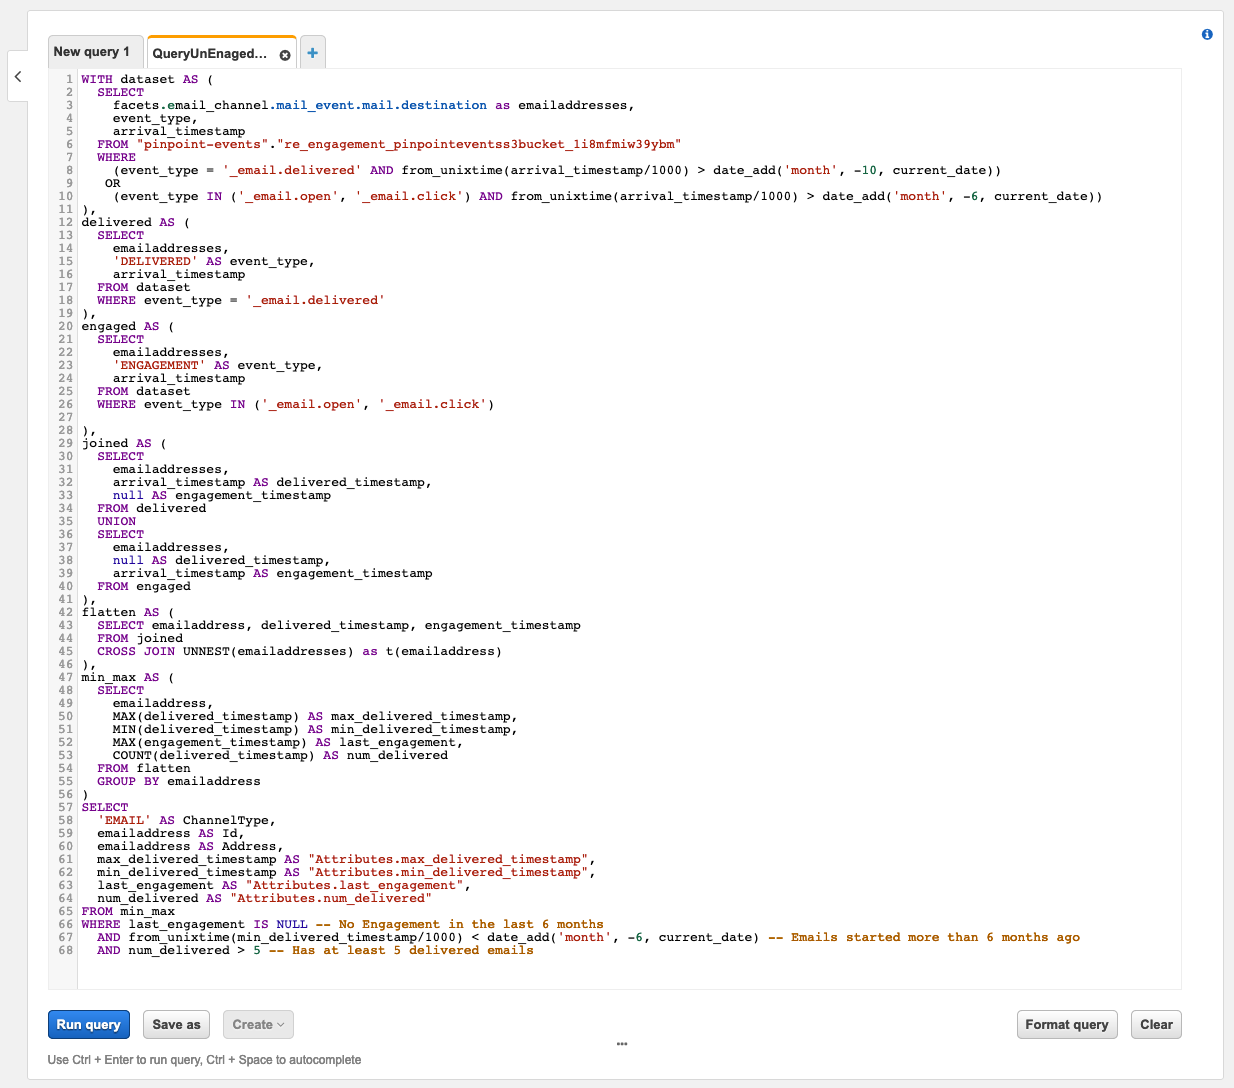 New query 1
QueryUnEnaged...
+
1 WITH dataset AS (
2 SELECT
3 facets.email_channel.mail_event.mail.destination as emailaddresses,
4 event_type,
5 arrival_timestamp
6 FROM "pinpoint-events"."re_engagement_pinpointeventss3bucket_1i8mfmiw39ybm"
7 WHERE
8 (event_type = '_email.delivered' AND from_unixtime(arrival_timestamp/1000) > date_add('month', -10, current_date))
9 OR
10 (event_type IN ('_email.open', '_email.click') AND from_unixtime(arrival_timestamp/1000) > date_add('month', -6, current_date))
11 ),
12 delivered AS (
13 SELECT
14 emailaddresses,
15 'DELIVERED' AS event_type,
16 arrival_timestamp
17 FROM dataset
18 WHERE event_type = '_email.delivered'
19 ),
20 engaged AS (
21 SELECT
22 emailaddresses,
23 'ENGAGEMENT' AS event_type,
24 arrival_timestamp
25 FROM dataset
26 WHERE event_type IN ('_email.open', '_email.click')
27
28 ),
29 joined AS (
30 SELECT
31 emailaddresses,
32 arrival_timestamp AS delivered_timestamp,
33 null AS engagement_timestamp
34 FROM delivered
35 UNION
36 SELECT
37 emailaddresses,
38 null AS delivered_timestamp,
39 arrival_timestamp AS engagement_timestamp
40 FROM engaged
41 ),
42 flatten AS (
43 SELECT emailaddress, delivered_timestamp, engagement_timestamp
44 FROM joined
45 CROSS JOIN UNNEST(emailaddresses) as t(emailaddress)
46 ),
47 min_max AS (
48 SELECT
49 emailaddress,
50 MAX(delivered_timestamp) AS max_delivered_timestamp,
51 MIN(delivered_timestamp) AS min_delivered_timestamp,
52 MAX(engagement_timestamp) AS last_engagement,
53 COUNT(delivered_timestamp) AS num_delivered
54 FROM flatten
55 GROUP BY emailaddress
56 )
57 SELECT
58 'EMAIL' AS ChannelType,
59 emailaddress AS Id,
60 emailaddress AS Address,
61 max_delivered_timestamp AS "Attributes.max_delivered_timestamp",
62 min_delivered_timestamp AS "Attributes.min_delivered_timestamp",
63 last_engagement AS "Attributes.last_engagement",
64 num_delivered AS "Attributes.num_delivered"
65 FROM min_max
66 WHERE last_engagement IS NULL -- No Engagement in the last 6 months
67 AND from_unixtime(min_delivered_timestamp/1000) < date_add('month', -6, current_date) -- Emails started more than 6 months ago
68 AND num_delivered > 5 -- Has at least 5 delivered emails
Run query
Save as
Create
Format query
Clear
Use Ctrl + Enter to run query, Ctrl + Space to autocomplete